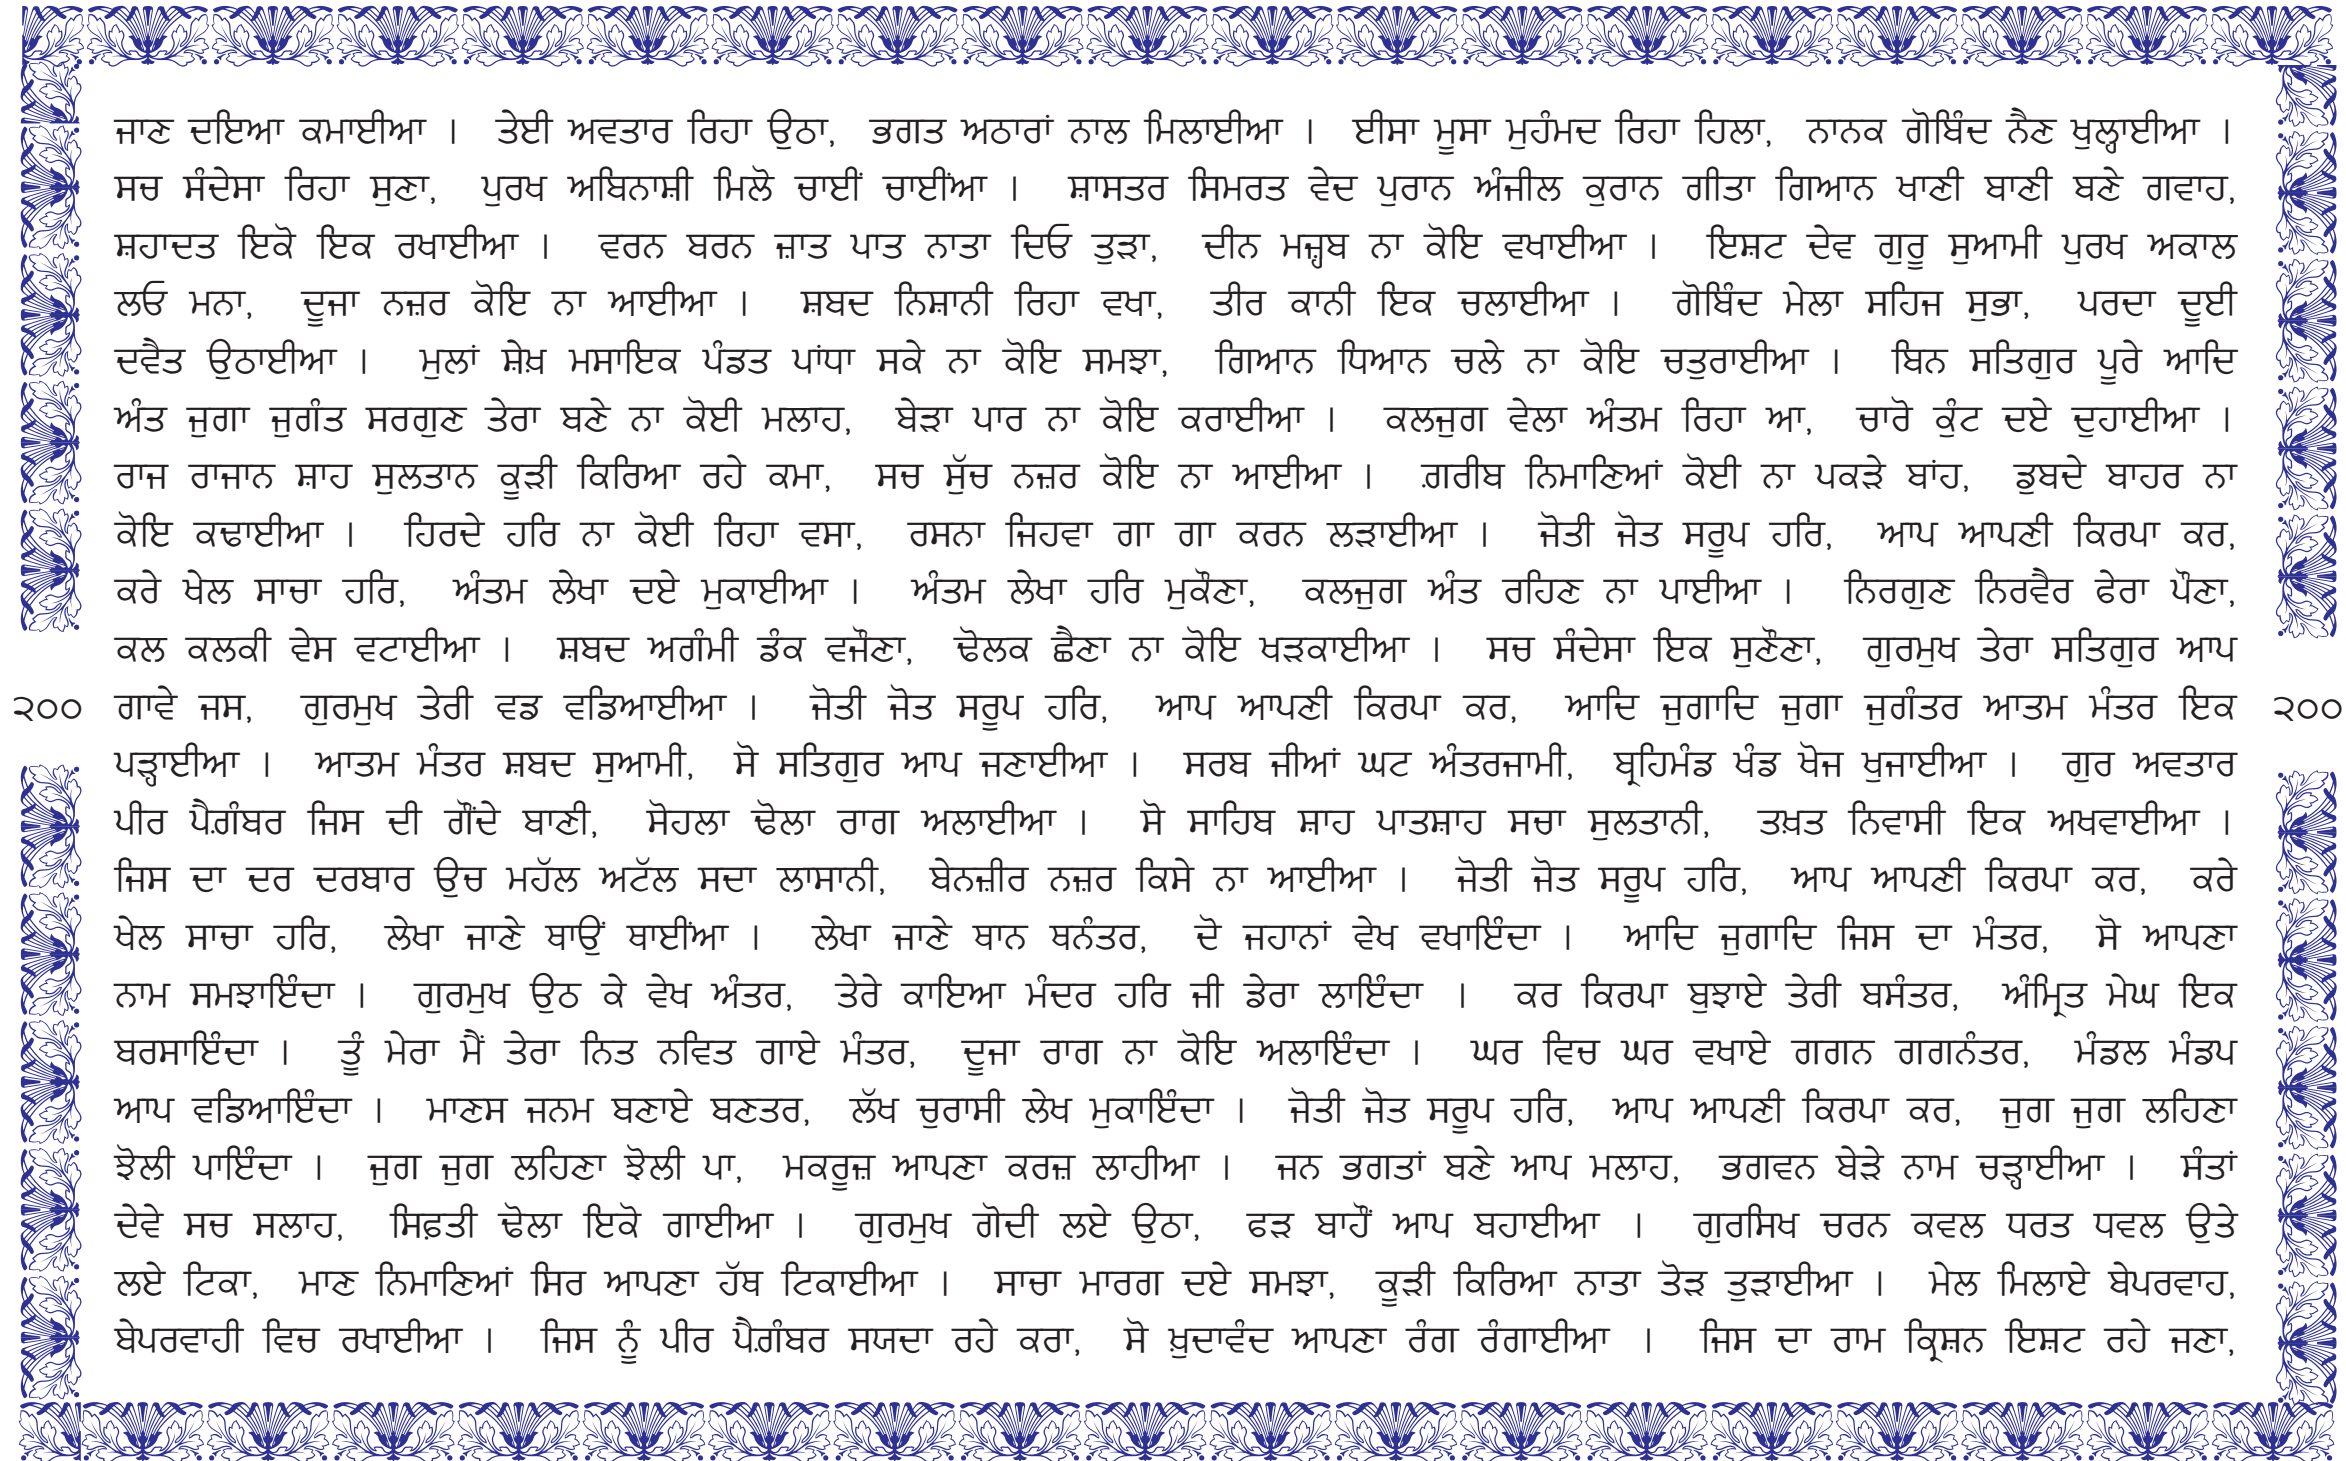 ਜਾਣ ਦਇਆ ਕਮਾਈਆ । ਤੇਈ ਅਵਤਾਰ ਰਿਹਾ ਉਠਾ, ਭਗਤ ਅਠਾਰਾਂ ਨਾਲ ਮਿਲਾਈਆ । ਈਸਾ ਮੂਸਾ ਮੁਹੰਮਦ ਰਿਹਾ ਹਿਲਾ, ਨਾਨਕ ਗੋਬਿੰਦ ਨੈਣ ਖੁਲ੍ਹਾਈਆ ।
ਸਚ ਸੰਦੇਸਾ ਰਿਹਾ ਸੁਣਾ, ਪੁਰਖ ਅਬਿਨਾਸ਼ੀ ਮਿਲੋ ਚਾਈਂ ਚਾਈਂਆ । ਸ਼ਾਸਤਰ ਸਿਮਰਤ ਵੇਦ ਪੁਰਾਨ ਅੰਜੀਲ ਕੁਰਾਨ ਗੀਤਾ ਗਿਆਨ ਖਾਣੀ ਬਾਣੀ ਬਣੇ ਗਵਾਹ,
ਸ਼ਹਾਦਤ ਇਕੋ ਇਕ ਰਖਾਈਆ । ਵਰਨ ਬਰਨ ਜ਼ਾਤ ਪਾਤ ਨਾਤਾ ਦਿਓ ਤੁੜਾ, ਦੀਨ ਮਜ਼੍ਹਬ ਨਾ ਕੋਇ ਵਖਾਈਆ । ਇਸ਼ਟ ਦੇਵ ਗੁਰੂ ਸੁਆਮੀ ਪੁਰਖ ਅਕਾਲ
ਲਓ ਮਨਾ, ਦੂਜਾ ਨਜ਼ਰ ਕੋਇ ਨਾ ਆਈਆ । ਸ਼ਬਦ ਨਿਸ਼ਾਨੀ ਰਿਹਾ ਵਖਾ, ਤੀਰ ਕਾਨੀ ਇਕ ਚਲਾਈਆ । ਗੋਬਿੰਦ ਮੇਲਾ ਸਹਿਜ ਸੁਭਾ, ਪਰਦਾ ਦੂਈ
ਦਵੈਤ ਉਠਾਈਆ । ਮੁਲਾਂ ਸ਼ੇਖ਼ ਮਸਾਇਕ ਪੰਡਤ ਪਾਂਧਾ ਸਕੇ ਨਾ ਕੋਇ ਸਮਝਾ, ਗਿਆਨ ਧਿਆਨ ਚਲੇ ਨਾ ਕੋਇ ਚਤੁਰਾਈਆ । ਬਿਨ ਸਤਿਗੁਰ ਪੂਰੇ ਆਦਿ
ਅੰਤ ਜੁਗਾ ਜੁਗੰਤ ਸਰਗੁਣ ਤੇਰਾ ਬਣੇ ਨਾ ਕੋਈ ਮਲਾਹ, ਬੇੜਾ ਪਾਰ ਨਾ ਕੋਇ ਕਰਾਈਆ । ਕਲਜੁਗ ਵੇਲਾ ਅੰਤਮ ਰਿਹਾ ਆ, ਚਾਰੋ ਕੁੰਟ ਦਏ ਦੁਹਾਈਆ ।
ਰਾਜ ਰਾਜਾਨ ਸ਼ਾਹ ਸੁਲਤਾਨ ਕੂੜੀ ਕਿਰਿਆ ਰਹੇ ਕਮਾ, ਸਚ ਸੁੱਚ ਨਜ਼ਰ ਕੋਇ ਨਾ ਆਈਆ । ਗ਼ਰੀਬ ਨਿਮਾਣਿਆਂ ਕੋਈ ਨਾ ਪਕੜੇ ਬਾਂਹ, ਡੁਬਦੇ ਬਾਹਰ ਨਾ
ਕੋਇ ਕਢਾਈਆ । ਹਿਰਦੇ ਹਰਿ ਨਾ ਕੋਈ ਰਿਹਾ ਵਸਾ, ਰਸਨਾ ਜਿਹਵਾ ਗਾ ਗਾ ਕਰਨ ਲੜਾਈਆ । ਜੋਤੀ ਜੋਤ ਸਰੂਪ ਹਰਿ, ਆਪ ਆਪਣੀ ਕਿਰਪਾ ਕਰ,
ਕਰੇ ਖੇਲ ਸਾਚਾ ਹਰਿ, ਅੰਤਮ ਲੇਖਾ ਦਏ ਮੁਕਾਈਆ । ਅੰਤਮ ਲੇਖਾ ਹਰਿ ਮੁਕੌਣਾ, ਕਲਜੁਗ ਅੰਤ ਰਹਿਣ ਨਾ ਪਾਈਆ । ਨਿਰਗੁਣ ਨਿਰਵੈਰ ਫੇਰਾ ਪੌਣਾ,
ਕਲ ਕਲਕੀ ਵੇਸ ਵਟਾਈਆ । ਸ਼ਬਦ ਅਗੰਮੀ ਡੰਕ ਵਜੌਣਾ, ਢੋਲਕ ਛੈਣਾ ਨਾ ਕੋਇ ਖੜਕਾਈਆ । ਸਚ ਸੰਦੇਸਾ ਇਕ ਸੁਣੌਣਾ, ਗੁਰਮੁਖ ਤੇਰਾ ਸਤਿਗੁਰ ਆਪ
੨੦੦ ਗਾਵੇ ਜਸ, ਗੁਰਮੁਖ ਤੇਰੀ ਵਡ ਵਡਿਆਈਆ । ਜੋਤੀ ਜੋਤ ਸਰੂਪ ਹਰਿ, ਆਪ ਆਪਣੀ ਕਿਰਪਾ ਕਰ, ਆਦਿ ਜੁਗਾਦਿ ਜੁਗਾ ਜੁਗੰਤਰ ਆਤਮ ਮੰਤਰ ਇਕ ੨੦੦
ਪੜ੍ਹਾਈਆ । ਆਤਮ ਮੰਤਰ ਸ਼ਬਦ ਸੁਆਮੀ, ਸੋ ਸਤਿਗੁਰ ਆਪ ਜਣਾਈਆ । ਸਰਬ ਜੀਆਂ ਘਟ ਅੰਤਰਜਾਮੀ, ਬ੍ਰਹਿਮੰਡ ਖੰਡ ਖੋਜ ਖੁਜਾਈਆ । ਗੁਰ ਅਵਤਾਰ
ਪੀਰ ਪੈਗ਼ੰਬਰ ਜਿਸ ਦੀ ਗੌਂਦੇ ਬਾਣੀ, ਸੋਹਲਾ ਢੋਲਾ ਰਾਗ ਅਲਾਈਆ । ਸੋ ਸਾਹਿਬ ਸ਼ਾਹ ਪਾਤਸ਼ਾਹ ਸਚਾ ਸੁਲਤਾਨੀ, ਤਖ਼ਤ ਨਿਵਾਸੀ ਇਕ ਅਖਵਾਈਆ ।
ਜਿਸ ਦਾ ਦਰ ਦਰਬਾਰ ਉਚ ਮਹੱਲ ਅਟੱਲ ਸਦਾ ਲਾਸਾਨੀ, ਬੇਨਜ਼ੀਰ ਨਜ਼ਰ ਕਿਸੇ ਨਾ ਆਈਆ । ਜੋਤੀ ਜੋਤ ਸਰੂਪ ਹਰਿ, ਆਪ ਆਪਣੀ ਕਿਰਪਾ ਕਰ, ਕਰੇ
ਖੇਲ ਸਾਚਾ ਹਰਿ, ਲੇਖਾ ਜਾਣੇ ਬਾਉਂ ਬਾਈਂਆ । ਲੇਖਾ ਜਾਣੇ ਬਾਨ ਬਨੰਤਰ, ਦੋ ਜਹਾਨਾਂ ਵੇਖ ਵਖਾਇੰਦਾ । ਆਦਿ ਜੁਗਾਦਿ ਜਿਸ ਦਾ ਮੰਤਰ, ਸੋ ਆਪਣਾ
ਨਾਮ ਸਮਝਾਇੰਦਾ । ਗੁਰਮੁਖ ਉਠ ਕੇ ਵੇਖ ਅੰਤਰ, ਤੇਰੇ ਕਾਇਆ ਮੰਦਰ ਹਰਿ ਜੀ ਡੇਰਾ ਲਾਇੰਦਾ । ਕਰ ਕਿਰਪਾ ਬੁਝਾਏ ਤੇਰੀ ਬਸੰਤਰ, ਅੰਮ੍ਰਿਤ ਮੇਘ ਇਕ
ਬਰਸਾਇੰਦਾ । ਤੂੰ ਮੇਰਾ ਮੈਂ ਤੇਰਾ ਨਿਤ ਨਵਿਤ ਗਾਏ ਮੰਤਰ, ਦੂਜਾ ਰਾਗ ਨਾ ਕੋਇ ਅਲਾਇੰਦਾ । ਘਰ ਵਿਚ ਘਰ ਵਖਾਏ ਗਗਨ ਗਗਨੰਤਰ, ਮੰਡਲ ਮੰਡਪ
ਆਪ ਵਡਿਆਇੰਦਾ । ਮਾਣਸ ਜਨਮ ਬਣਾਏ ਬਣਤਰ, ਲੱਖ ਚੁਰਾਸੀ ਲੇਖ ਮੁਕਾਇੰਦਾ । ਜੋਤੀ ਜੋਤ ਸਰੂਪ ਹਰਿ, ਆਪ ਆਪਣੀ ਕਿਰਪਾ ਕਰ, ਜੁਗ ਜੁਗ ਲਹਿਣਾ
ਝੋਲੀ ਪਾਇੰਦਾ । ਜੁਗ ਜੁਗ ਲਹਿਣਾ ਝੋਲੀ ਪਾ, ਮਕਰੂਜ਼ ਆਪਣਾ ਕਰਜ਼ ਲਾਹੀਆ । ਜਨ ਭਗਤਾਂ ਬਣੇ ਆਪ ਮਲਾਹ, ਭਗਵਨ ਬੇੜੇ ਨਾਮ ਚੜ੍ਹਾਈਆ । ਸੰਤਾਂ
ਦੇਵੇ ਸਚ ਸਲਾਹ, ਸਿਫ਼ਤੀ ਢੋਲਾ ਇਕੋ ਗਾਈਆ । ਗੁਰਮੁਖ ਗੋਦੀ ਲਏ ਉਠਾ, ਫੜ ਬਾਹੌਂ ਆਪ ਬਹਾਈਆ । ਗੁਰਸਿਖ ਚਰਨ ਕਵਲ ਧਰਤ ਧਵਲ ਉਤੇ
ਲਏ ਟਿਕਾ, ਮਾਣ ਨਿਮਾਣਿਆਂ ਸਿਰ ਆਪਣਾ ਹੱਥ ਟਿਕਾਈਆ । ਸਾਚਾ ਮਾਰਗ ਦਏ ਸਮਝਾ, ਕੂੜੀ ਕਿਰਿਆ ਨਾਤਾ ਤੋੜ ਤੁੜਾਈਆ । ਮੇਲ ਮਿਲਾਏ ਬੇਪਰਵਾਹ,
ਬੇਪਰਵਾਹੀ ਵਿਚ ਰਖਾਈਆ । ਜਿਸ ਨੂੰ ਪੀਰ ਪੈਗ਼ੰਬਰ ਸਯਦਾ ਰਹੇ ਕਰਾ, ਸੋ ਖ਼ੁਦਾਵੰਦ ਆਪਣਾ ਰੰਗ ਰੰਗਾਈਆ । ਜਿਸ ਦਾ ਰਾਮ ਕ੍ਰਿਸ਼ਨ ਇਸ਼ਟ ਰਹੇ ਜਣਾ,